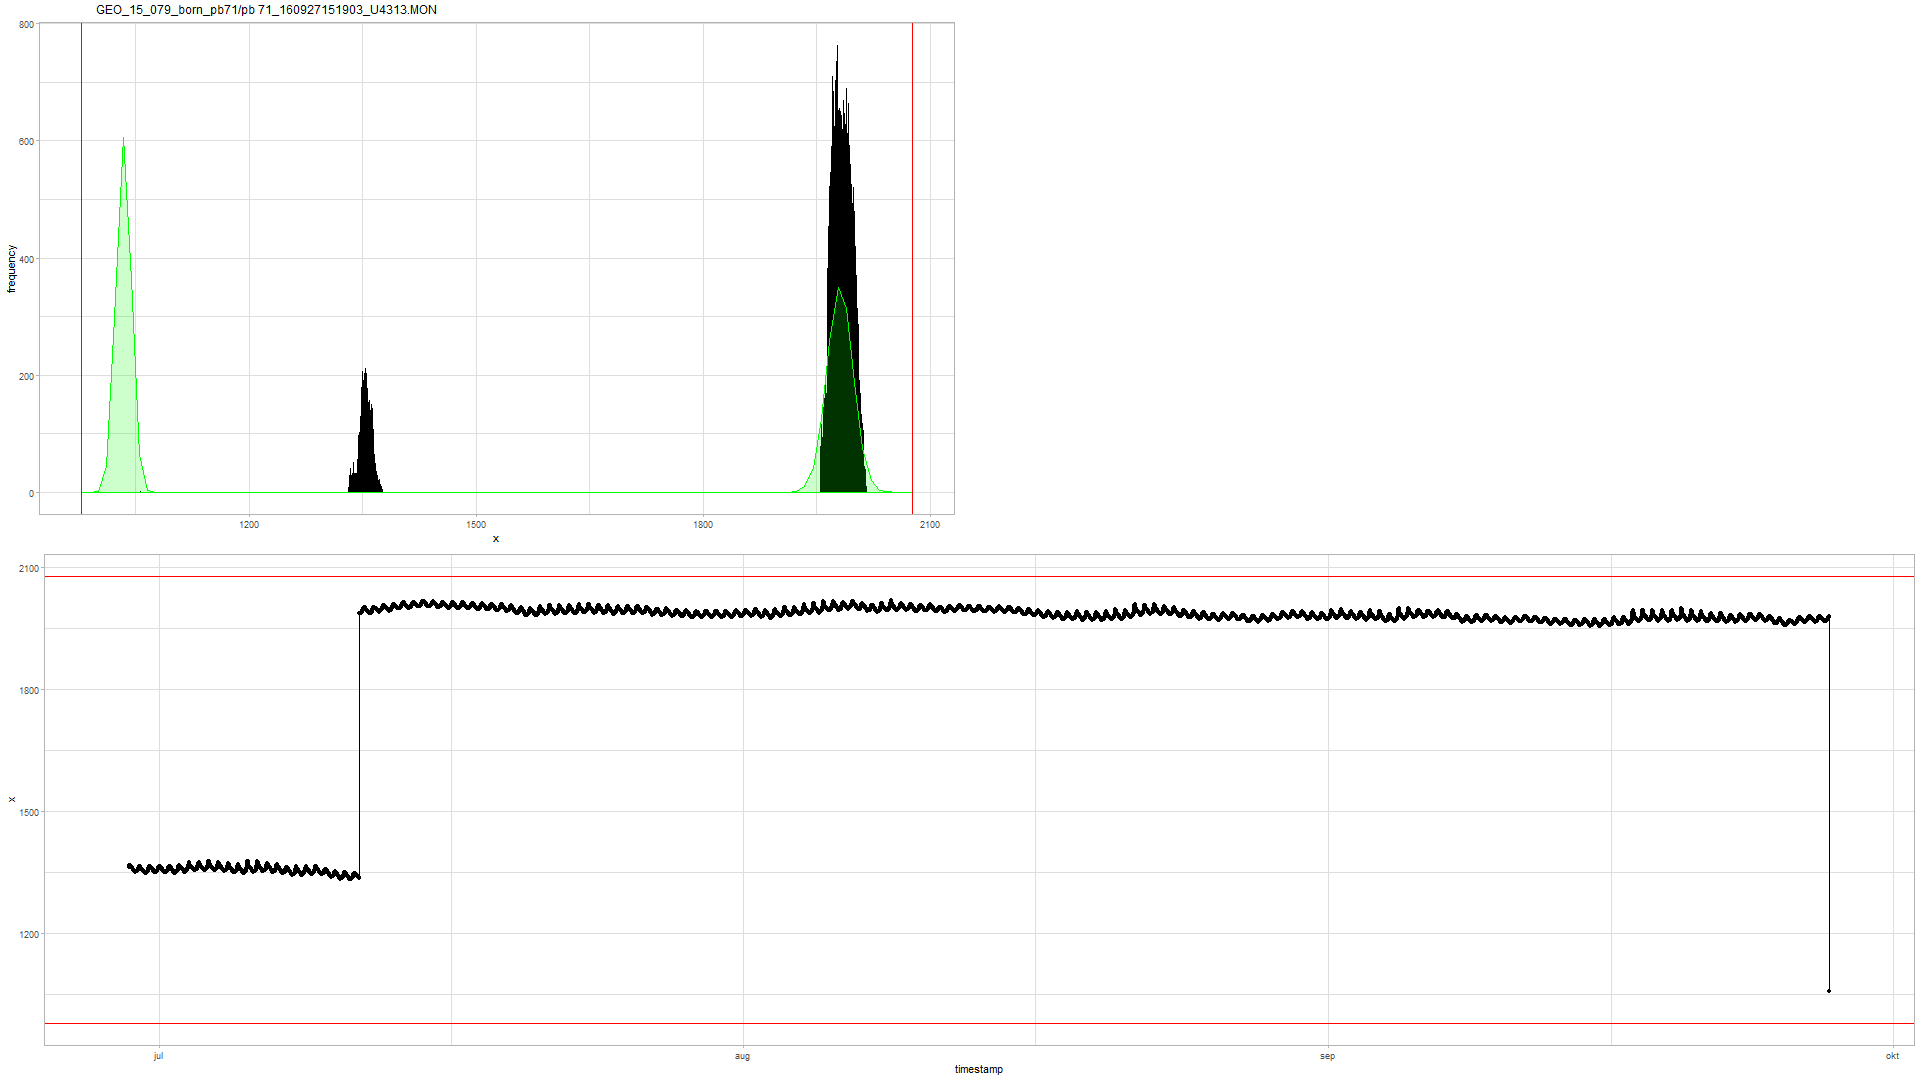 GEO_15_079_born_pb71/pb 71_160927151903_U4313.MON
800
600
400
200
0
frequency
1200 1500 1800 2100
x
2100
1800
1500
1200
x
jul aug sep okt
timestamp